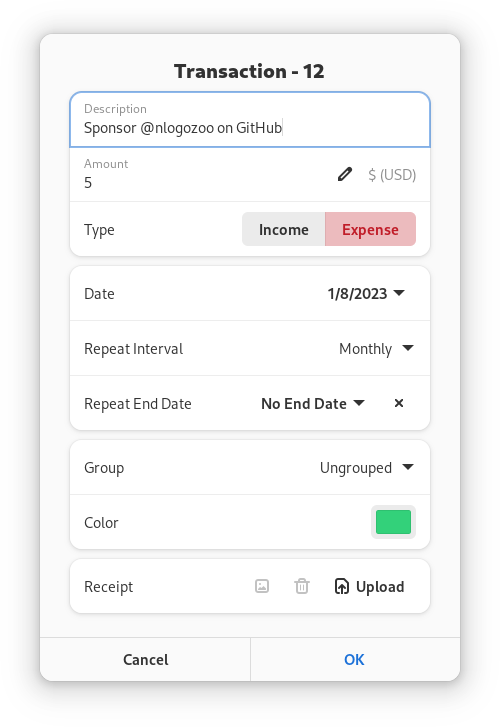 Transaction - 12
Description
Sponsor @nlogozoo on GitHub
Amount
5
$ (USD)
Type
Income
Expense
Date
1/8/2023
Repeat Interval
Monthly
Repeat End Date
No End Date
Group
Ungrouped
Color
Receipt
Upload
Cancel
OK